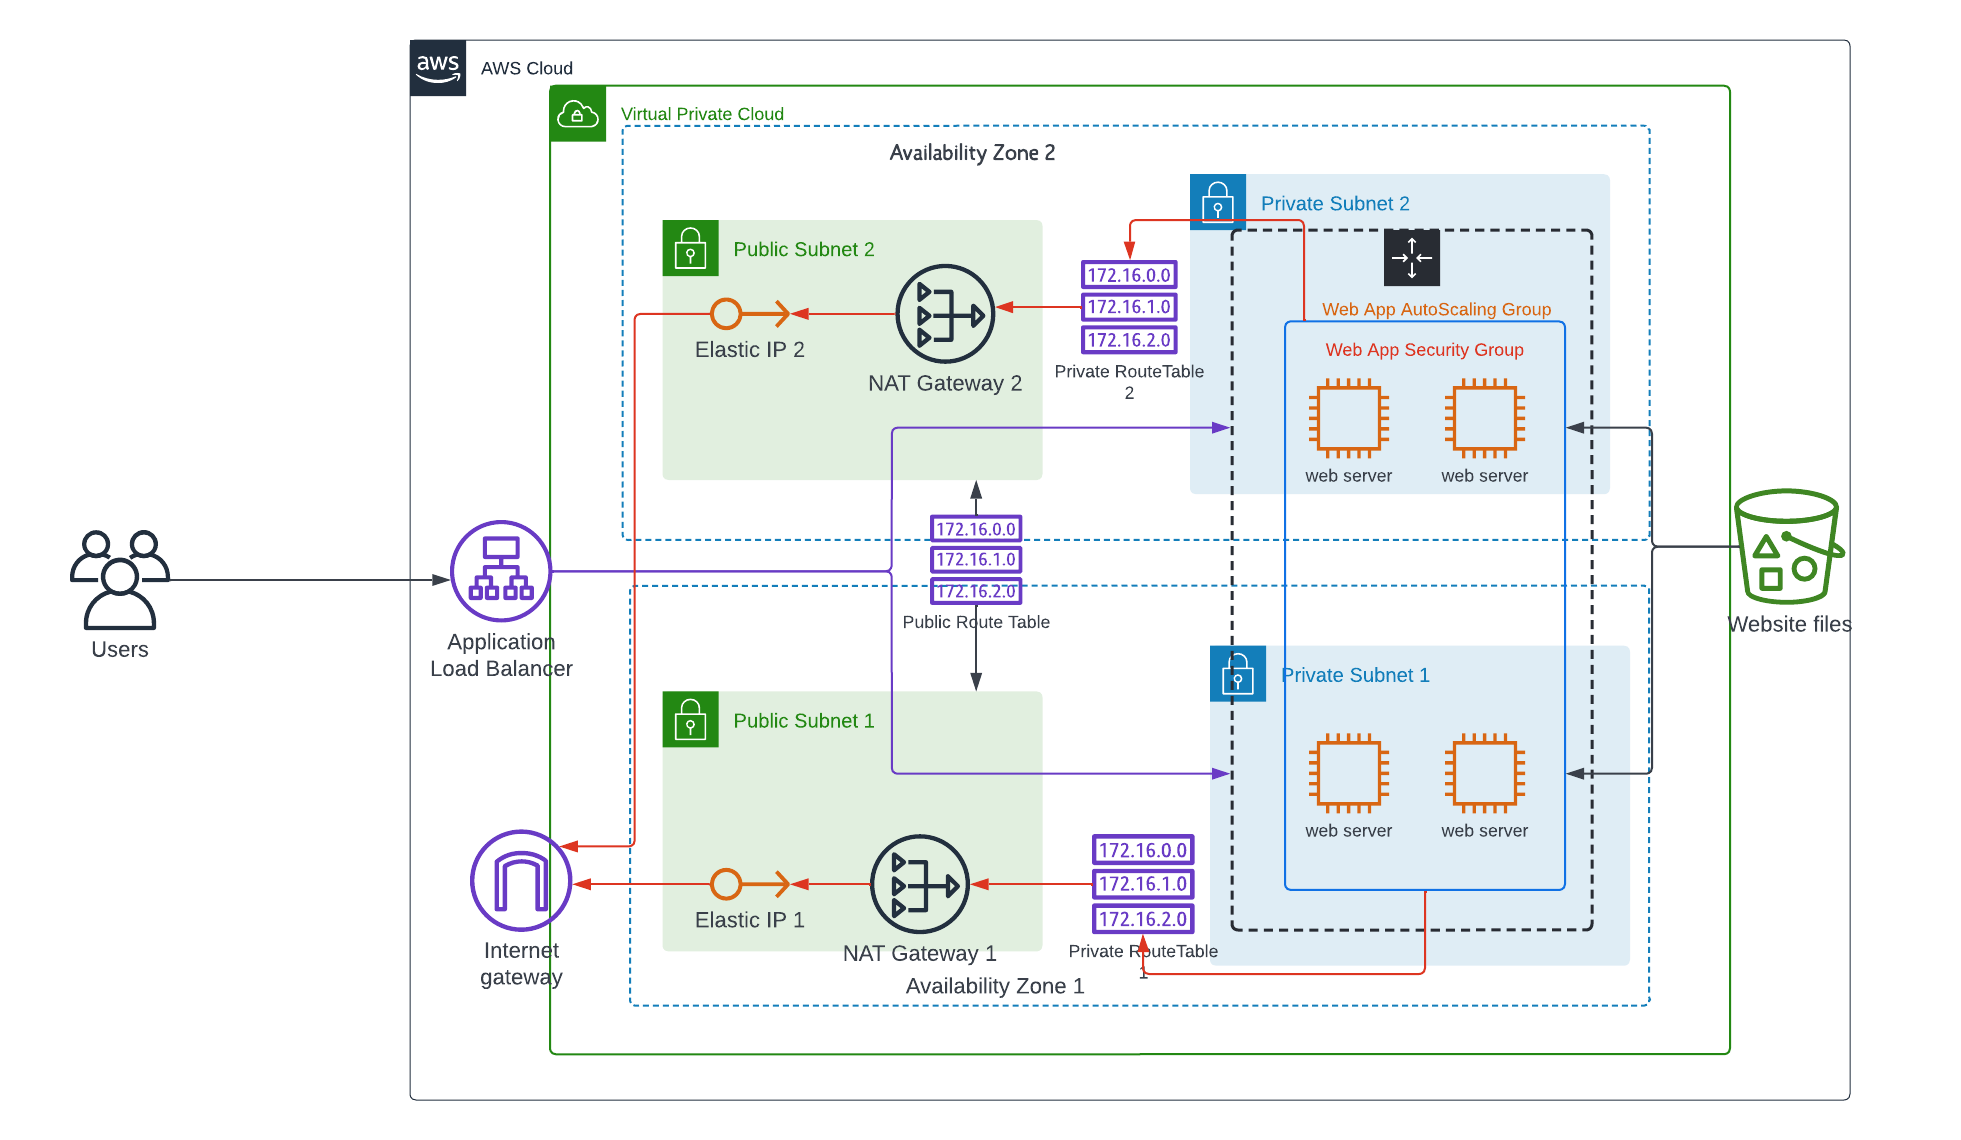 aws
AWS Cloud
Virtual Private Cloud
Availability Zone 2
Private Subnet 2
Public Subnet 2
172.16.0.0
172.16.1.0
172.16.2.0
Private RouteTable
2
Elastic IP 2
NAT Gateway 2
Web App AutoScaling Group
Web App Security Group
web server
web server
172.16.0.0
172.16.1.0
172.16.2.0
Public Route Table
Users
Application
Load Balancer
Website files
Private Subnet 1
Public Subnet 1
web server
web server
172.16.0.0
172.16.1.0
172.16.2.0
Private RouteTable
1
Elastic IP 1
NAT Gateway 1
Internet
gateway
Availability Zone 1